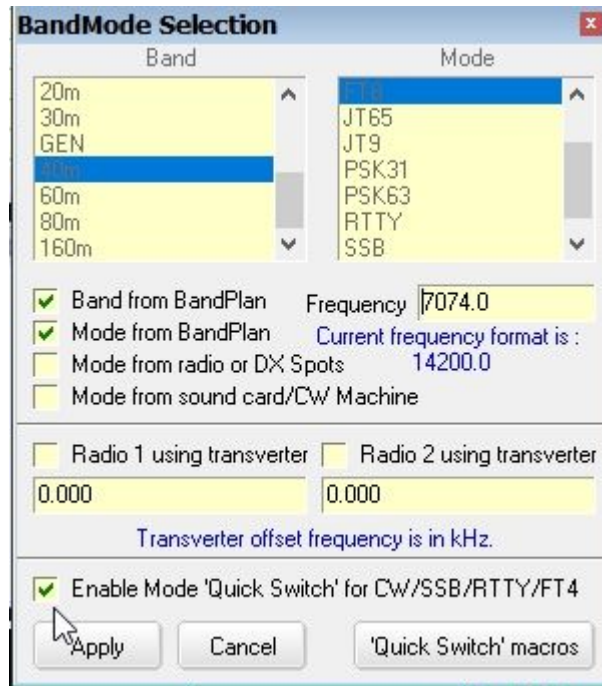 BandMode Selection
Band Mode
20m
30m
GEN
40m
60m
80m
160m
FT8
JT65
JT9
PSK31
PSK63
RTTY
SSB
Band from BandPlan
Mode from BandPlan
Mode from radio or DX Spots
Mode from sound card/CW Machine
Frequency 7074.0
Current frequency format is :
14200.0
Radio 1 using transverter Radio 2 using transverter
0.000 0.000
Transverter offset frequency is in kHz.
Enable Mode 'Quick Switch' for CW/SSB/RTTY/FT4
Apply Cancel 'Quick Switch' macros